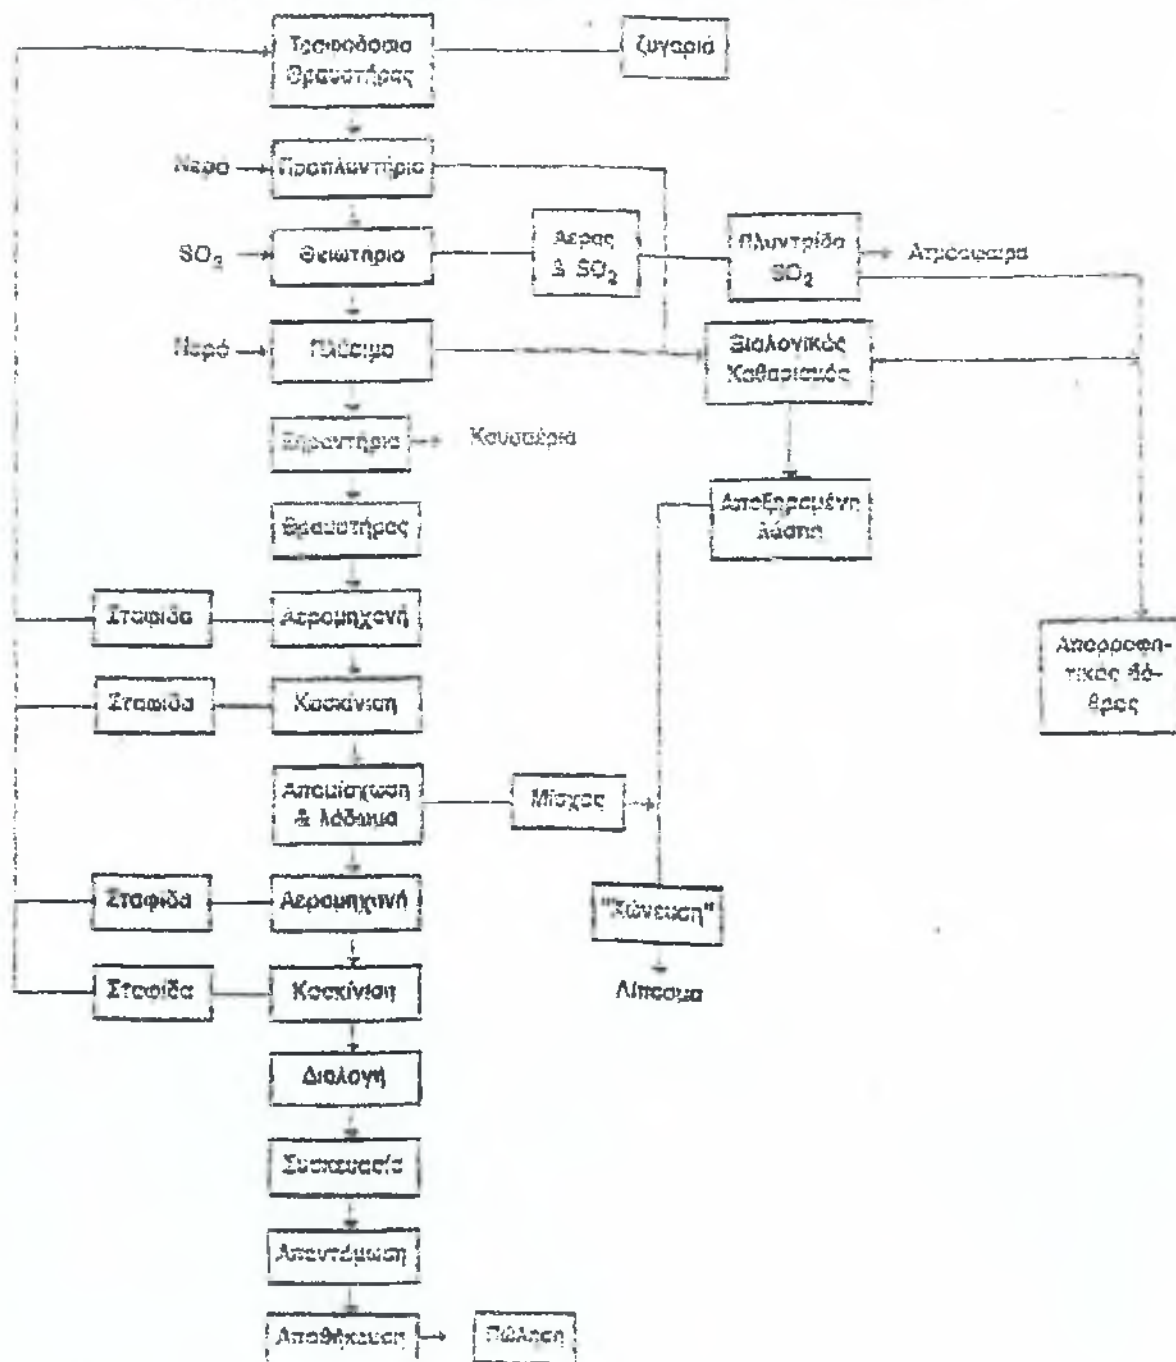 Τροφοδοσία
Θραυστήρας
ζυγαριά
Νερό
Προπλυντήριο
SO2
Θειωτήριο
Αέρας
& SO2
Πλυντρίδα
SO2
Ατμόσφαιρα
Νερό
Πλύσιμο
Βιολογικός
Καθαρισμός
Ξηραντήριο
Καυσαέρια
Θραυστήρας
Αποξηραμένη
λάσπη
Σταφίδα
Αερομηχανή
Απορροφη-
τικός βό-
θρος
Σταφίδα
Κοσκίνιση
Απομίσχωση
& λάδωμα
Μίσχος
Σταφίδα
Αερομηχανή
"Χώνευση"
Σταφίδα
Κοσκίνιση
Λίπασμα
Διαλογή
Συσκευασία
Απεντόμωση
Αποθήκευση
Πώληση